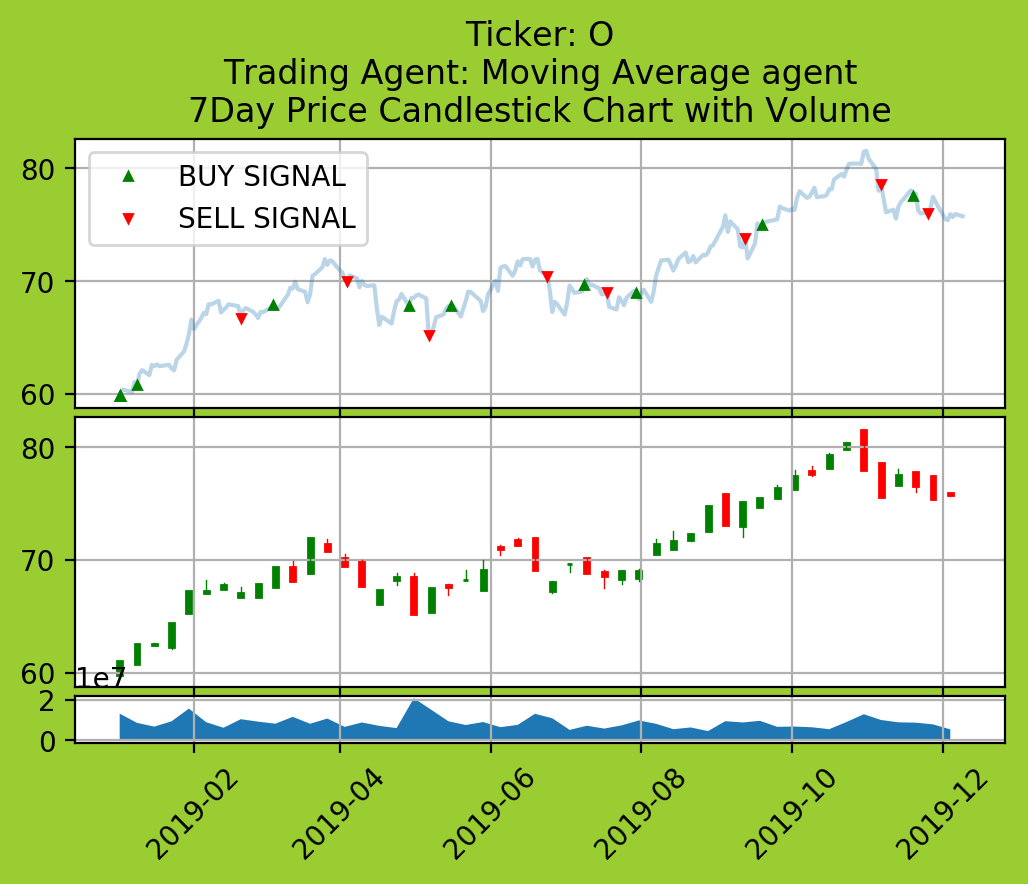 Ticker: O
Trading Agent: Moving Average agent
7Day Price Candlestick Chart with Volume
80
70
60
BUY SIGNAL
SELL SIGNAL
80
70
60
1e7
2
0
2019-02
2019-04
2019-06
2019-08
2019-10
2019-12